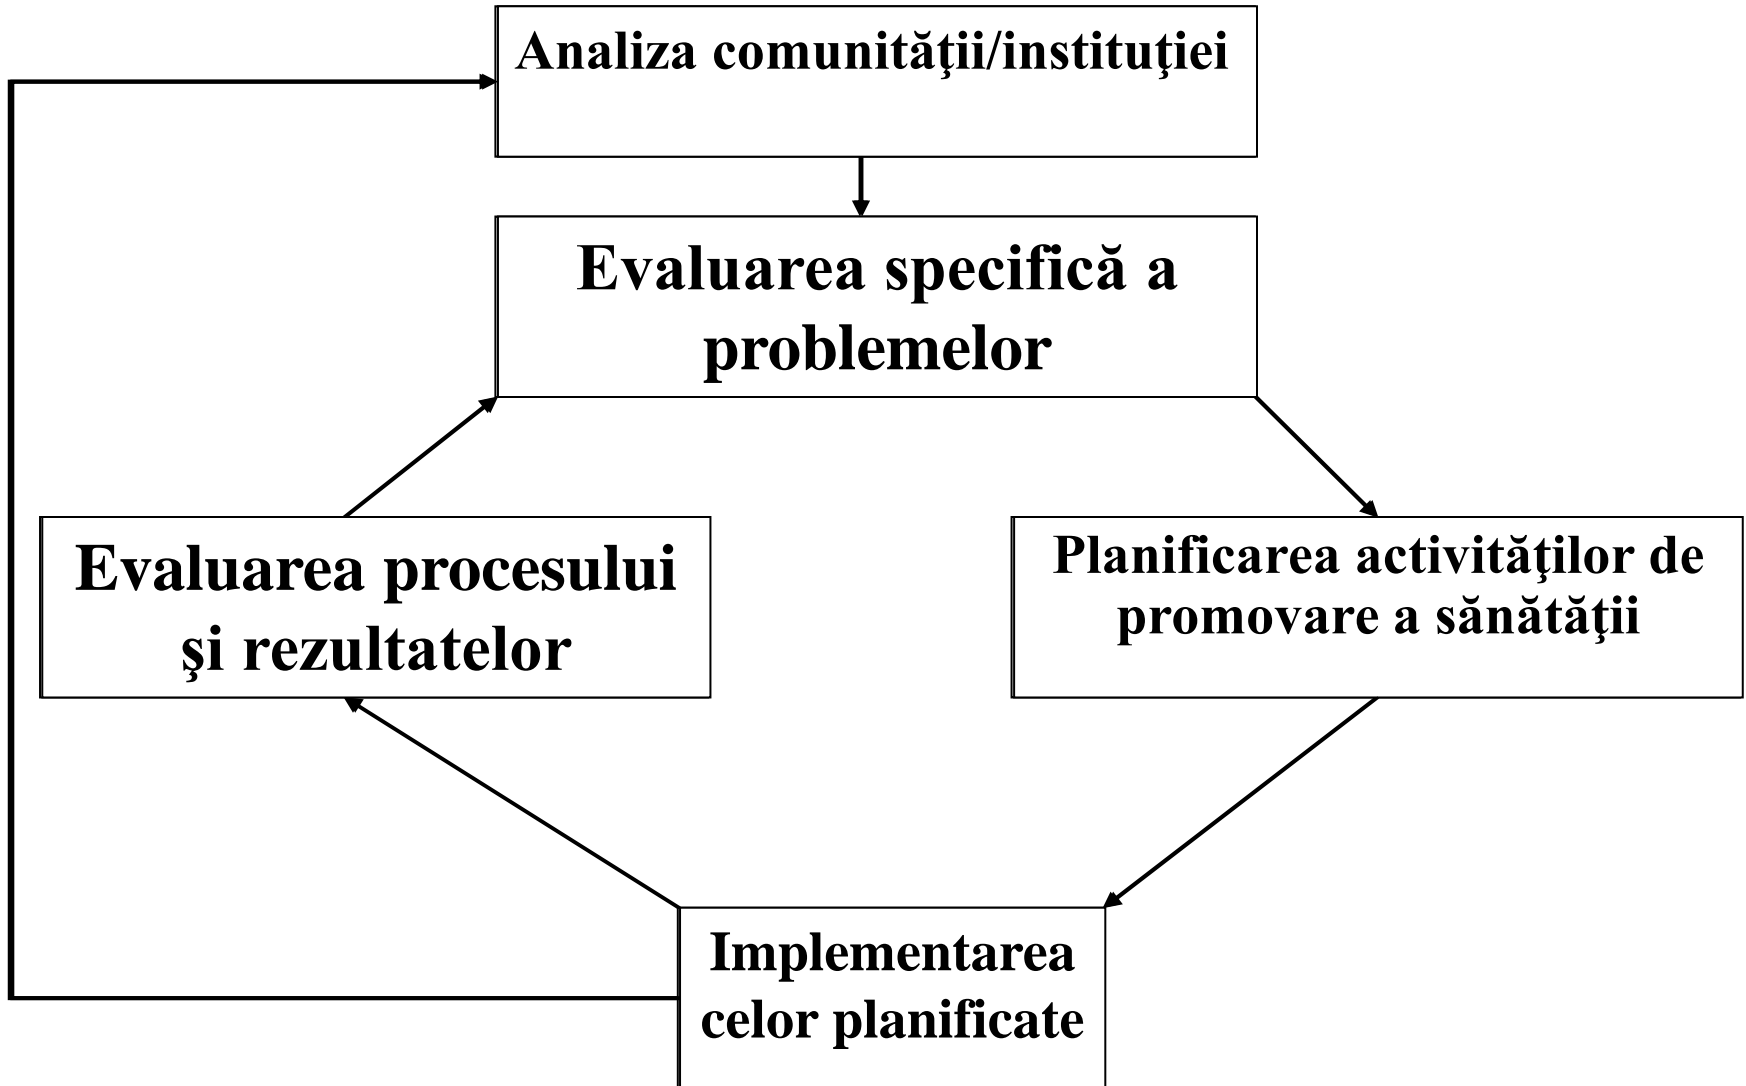 Analiza comunităţii/instituţiei
Evaluarea specifică a
problemelor
Evaluarea procesului
şi rezultatelor
Planificarea activităţilor de
promovare a sănătăţii
Implementarea
celor planificate